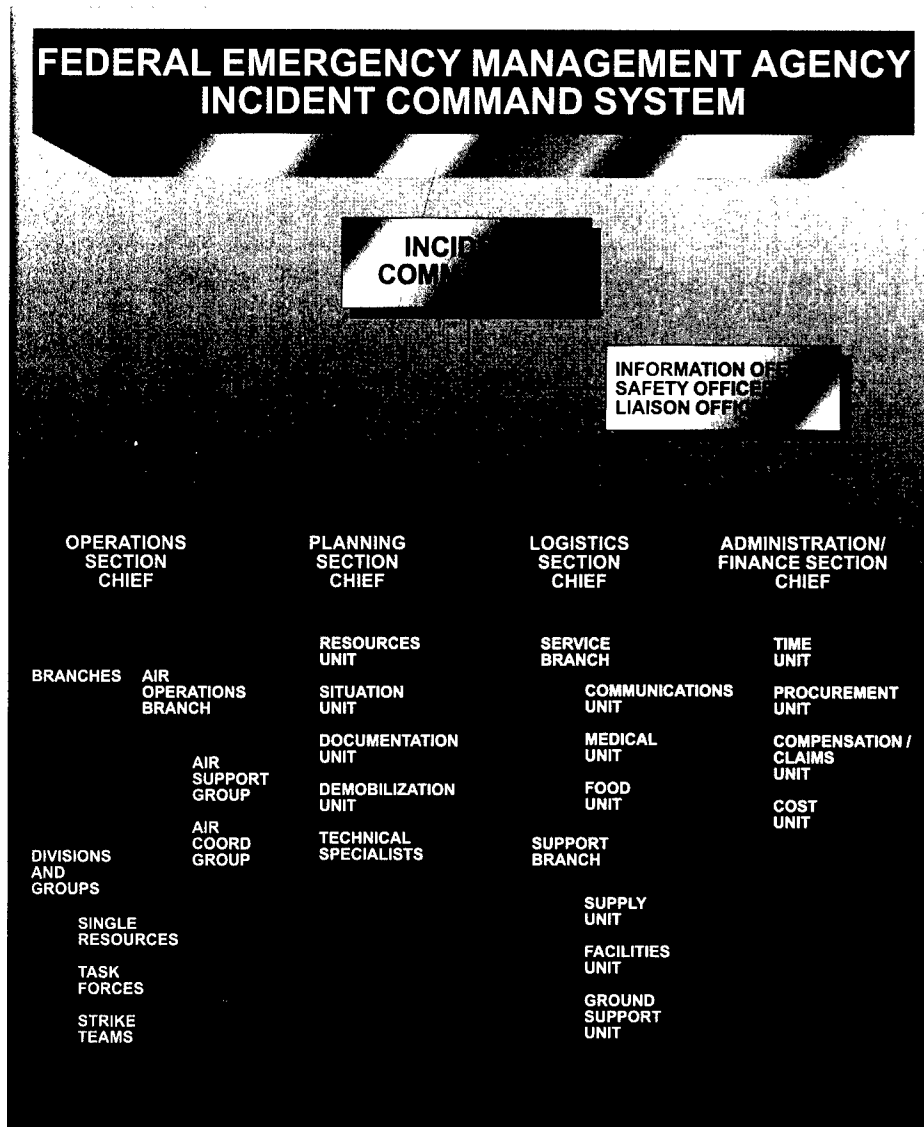 FEDERAL EMERGENCY MANAGEMENT AGENCY
INCIDENT COMMAND SYSTEM
INFORMATION
SAFETY
LIAISON
OPERATIONS
SECTION
CHIEF
PLANNING
SECTION
CHIEF
LOGISTICS
SECTION
CHIEF
ADMINISTRATION/
FINANCE SECTION
CHIEF
BRANCHES
AIR
OPERATIONS
BRANCH
AIR
SUPPORT
GROUP
AIR
COORD
GROUP
DIVISIONS
AND
GROUPS
SINGLE
RESOURCES
TASK
FORCES
STRIKE
TEAMS
RESOURCES
UNIT
SITUATION
UNIT
DOCUMENTATION
UNIT
DEMOBILIZATION
UNIT
TECHNICAL
SPECIALISTS
SERVICE
BRANCH
COMMUNICATIONS
UNIT
MEDICAL
UNIT
FOOD
UNIT
SUPPORT
BRANCH
SUPPLY
UNIT
FACILITIES
UNIT
GROUND
SUPPORT
UNIT
TIME
UNIT
PROCUREMENT
UNIT
COMPENSATION /
CLAIMS
UNIT
COST
UNIT